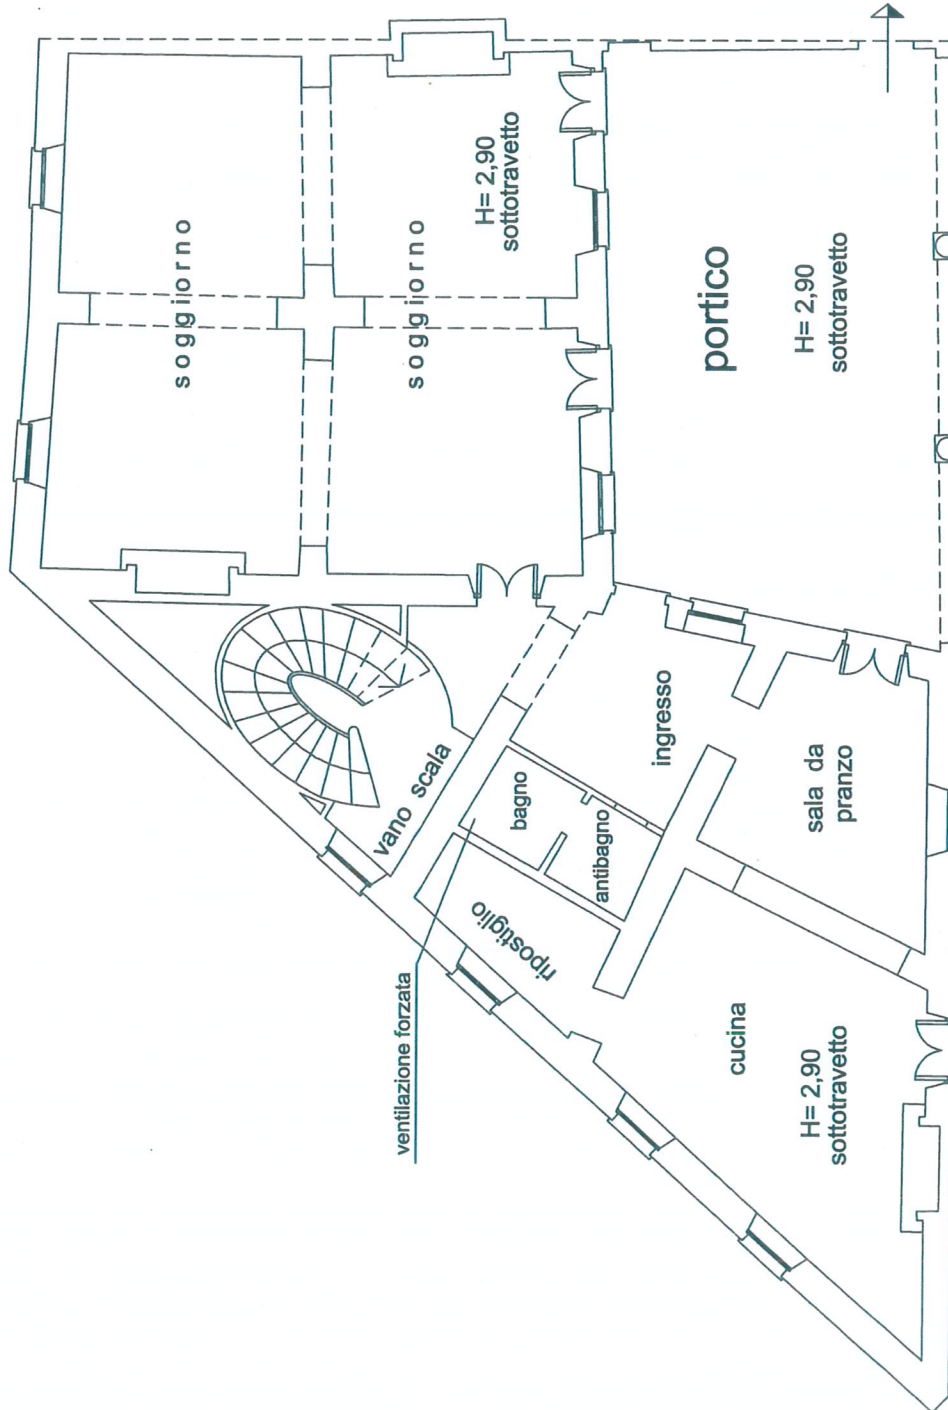 soggiorno
soggiorno
H= 2,90
sottotravetto
portico
H= 2,90
sottotravetto
vano scala
bagno
antibagno
ingresso
sala da
pranzo
ripostiglio
ventilazione forzata
cucina
H= 2,90
sottotravetto